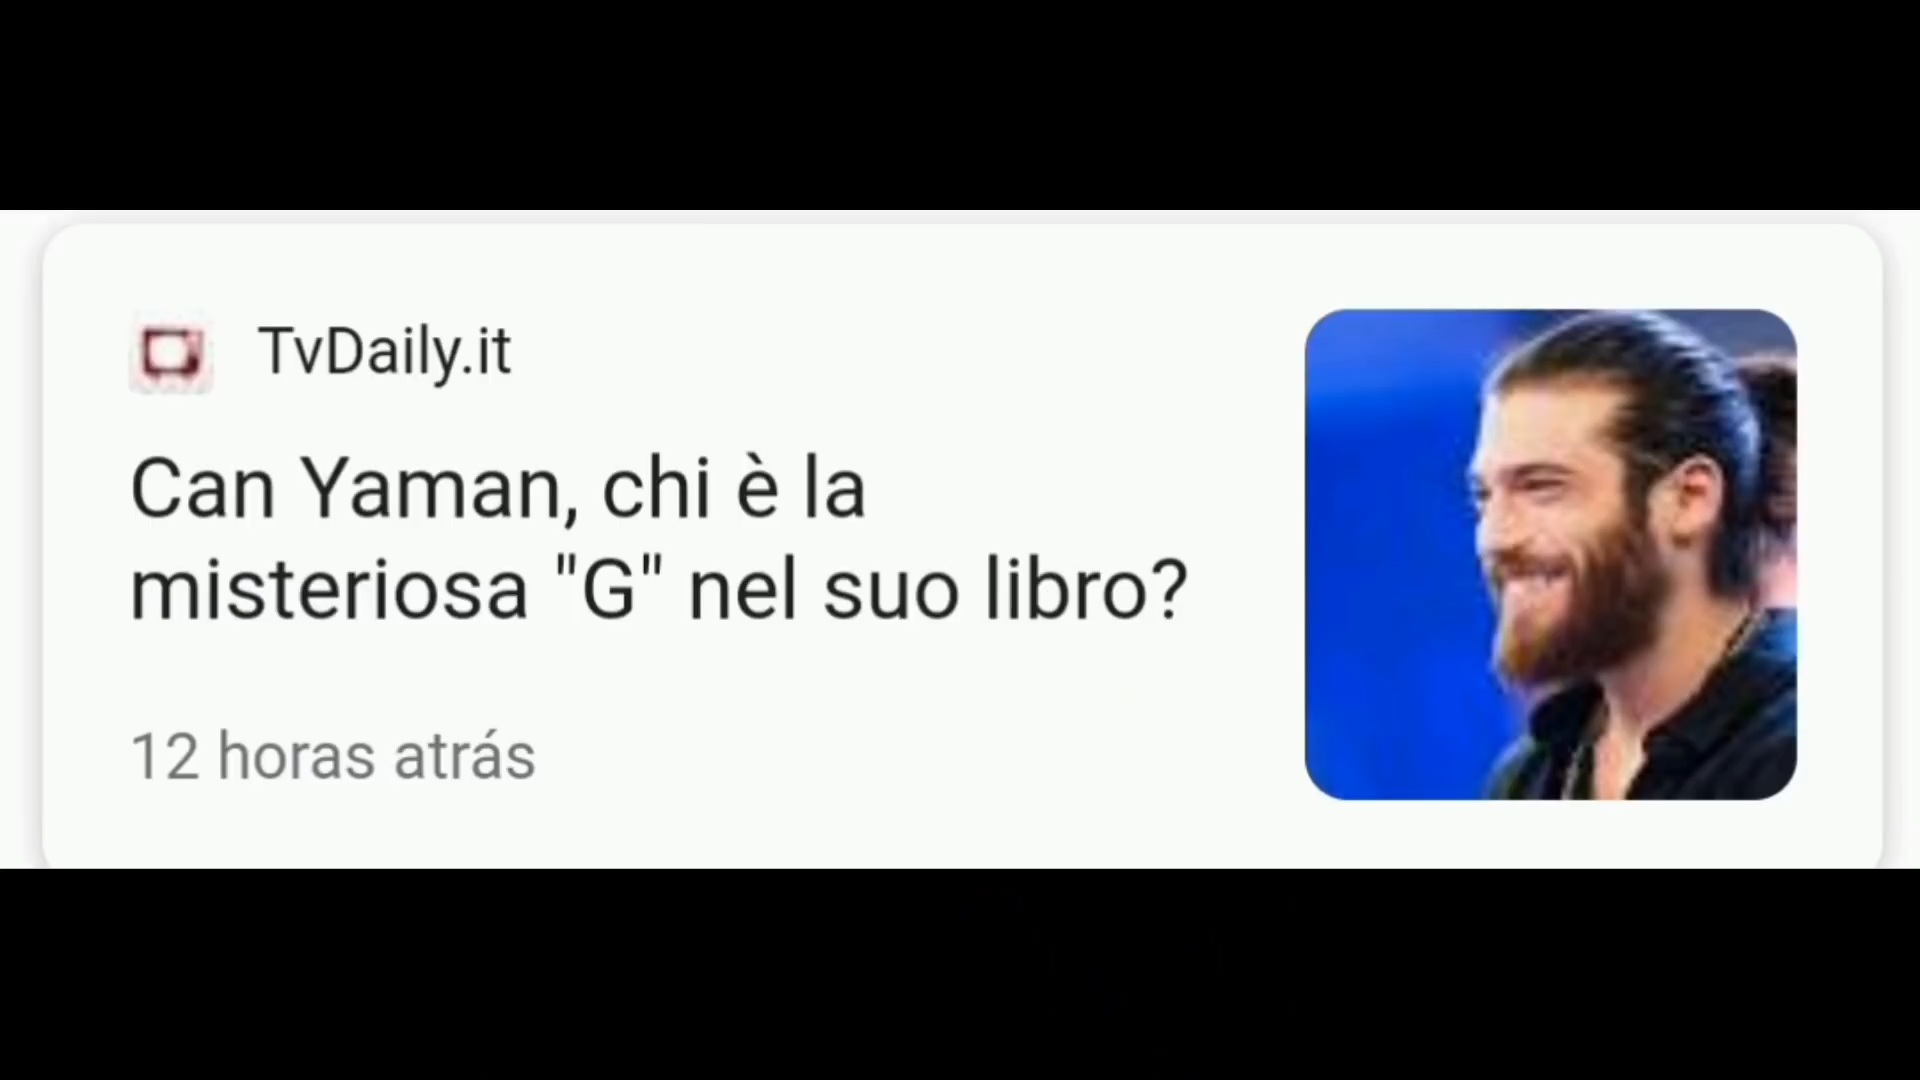 TvDaily.it
Can Yaman, chi è la
misteriosa "G" nel suo libro?
12 horas atrás